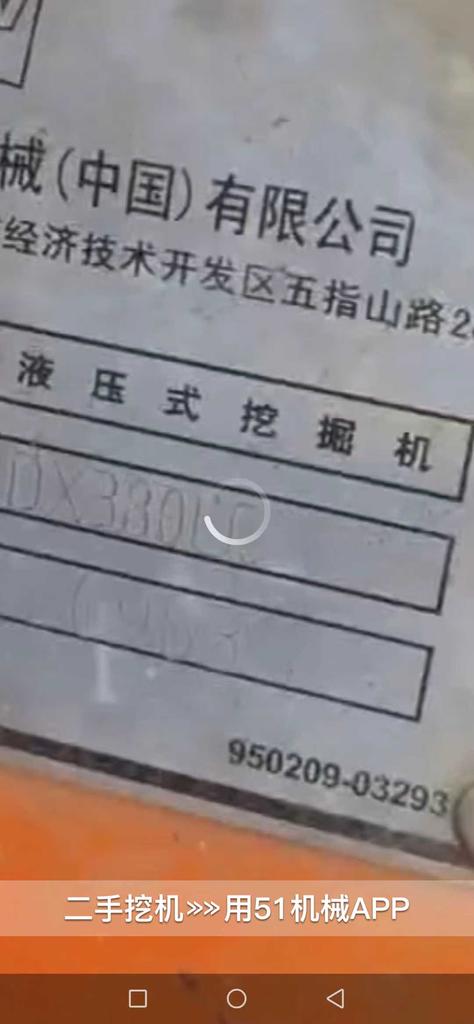 械(中国)有限公司
经济技术开发区五指山路2
液压式挖掘机
950209-03293
二手挖机>>>>用51机械APP